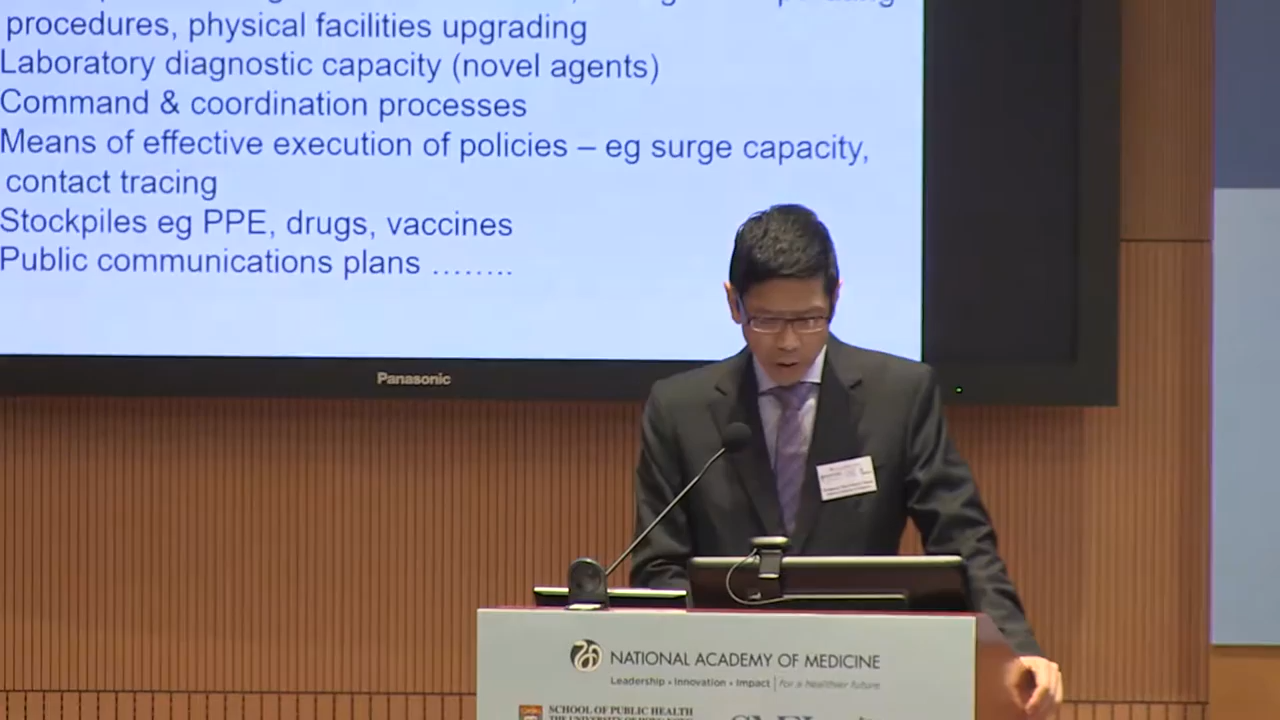 procedures, physical facilities upgrading
Laboratory diagnostic capacity (novel agents)
Command & coordination processes
Means of effective execution of policies – eg surge capacity,
contact tracing
Stockpiles eg PPE, drugs, vaccines
Public communications plans ........
Panasonic
NATIONAL ACADEMY OF MEDICINE
Leadership • Innovation • Impact | for a healthier future
SCHOOL OF PUBLIC HEALTH